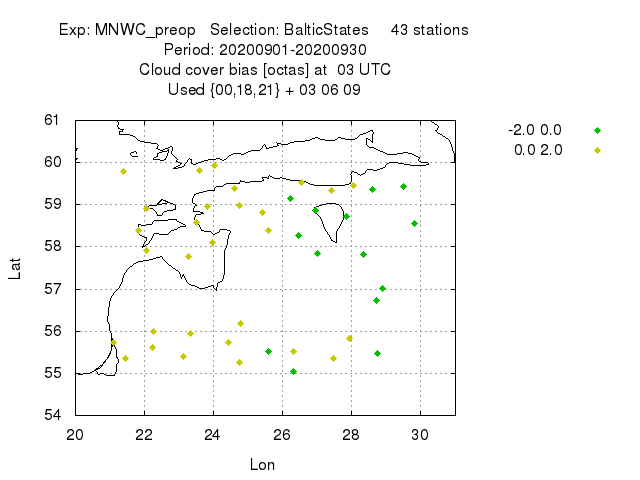 Exp: MNWC_preop   Selection: BalticStates     43 stations
Period: 20200901-20200930
Cloud cover bias [octas] at  03 UTC
Used {00,18,21} + 03 06 09
-2.0 0.0
0.0 2.0
61
60
59
58
57
56
55
54
Lat
20 22 24 26 28 30
Lon